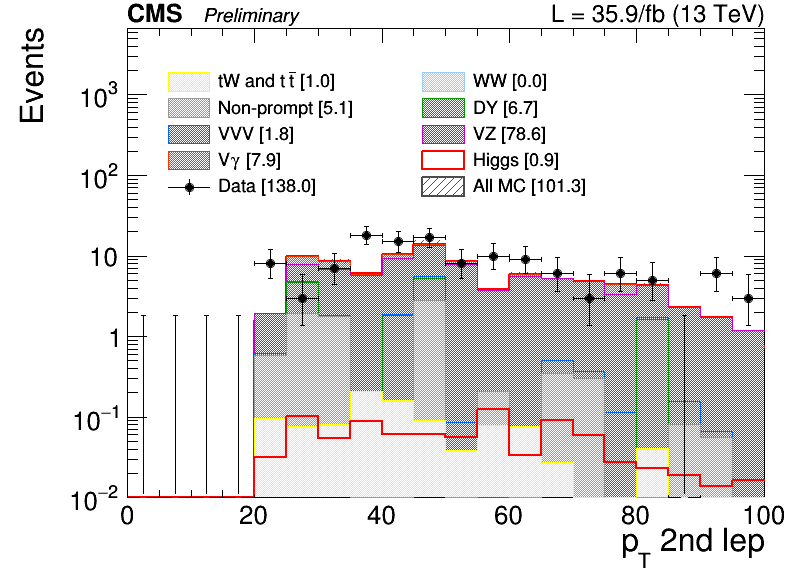 CMS Preliminary L = 35.9/fb (13 TeV)
Events
tW and t t̄ [1.0]
Non-prompt [5.1]
VVV [1.8]
Vγ [7.9]
Data [138.0]
WW [0.0]
DY [6.7]
VZ [78.6]
Higgs [0.9]
All MC [101.3]
10³
10²
10
1
10⁻¹
10⁻²
0 20 40 60 80 100
p_T 2nd lep